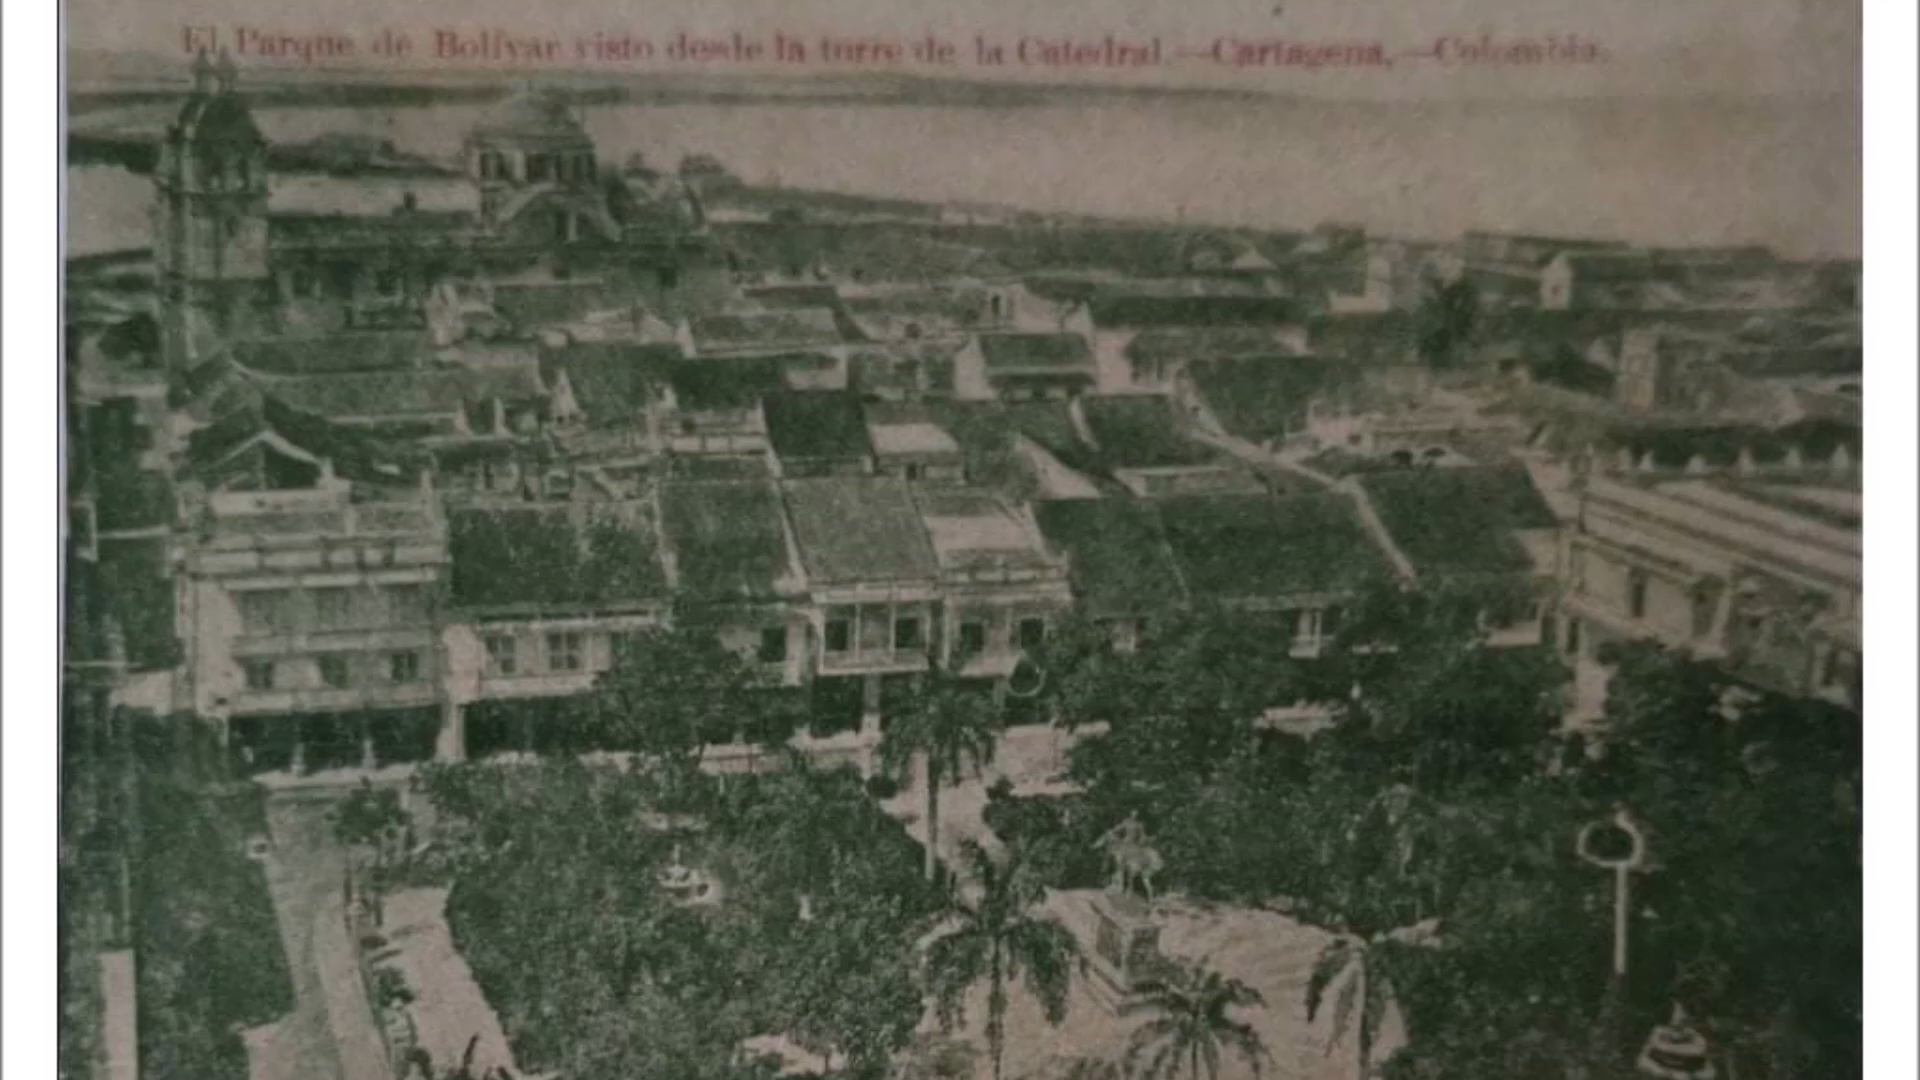 El Parque de Bolívar visto desde la torre de la Catedral.—Cartagena.—Colombia.